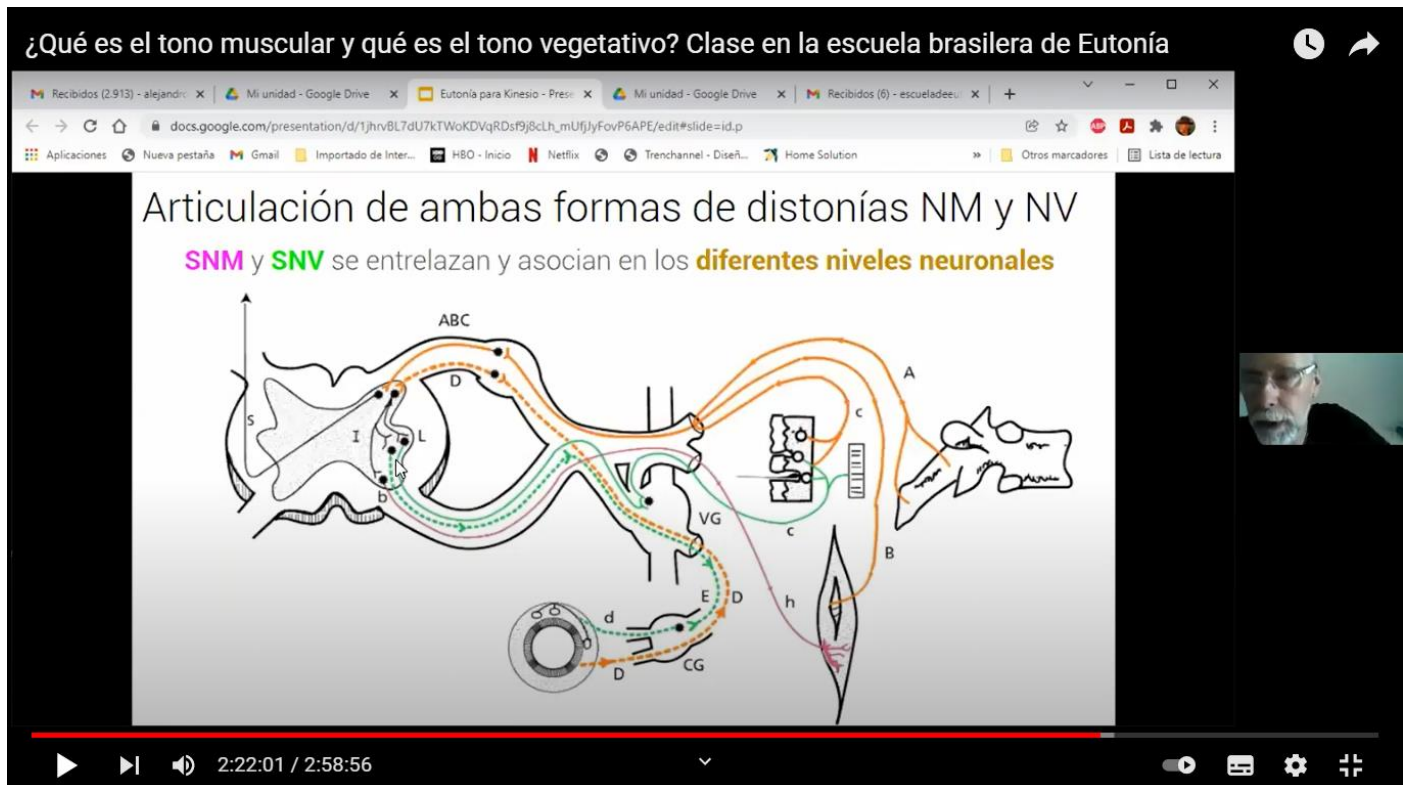 ¿Qué es el tono muscular y qué es el tono vegetativo? Clase en la escuela brasilera de Eutonía
Recibidos (2.913) - alejandro
Mi unidad - Google Drive
Eutonía para Kinesio - Prese
Mi unidad - Google Drive
Recibidos (6) - escueladeeu
docs.google.com/presentation/d/1jhrvBL7dU7kTWoKDVqRDsf9j8cLh_mUfjJyFovP6APE/edit#slide=id.p
ABP
Aplicaciones
Nueva pestaña
Gmail
Importado de Inter...
HBO - Inicio
Netflix
Trenchannel - Diseñ...
Home Solution
»
Otros marcadores
Lista de lectura
Articulación de ambas formas de distonías NM y NV
SNM y SNV se entrelazan y asocian en los diferentes niveles neuronales
ABC
D
A
S
I
L
c
b
VG
c
B
E D
h
d
D
CG
2:22:01 / 2:58:56